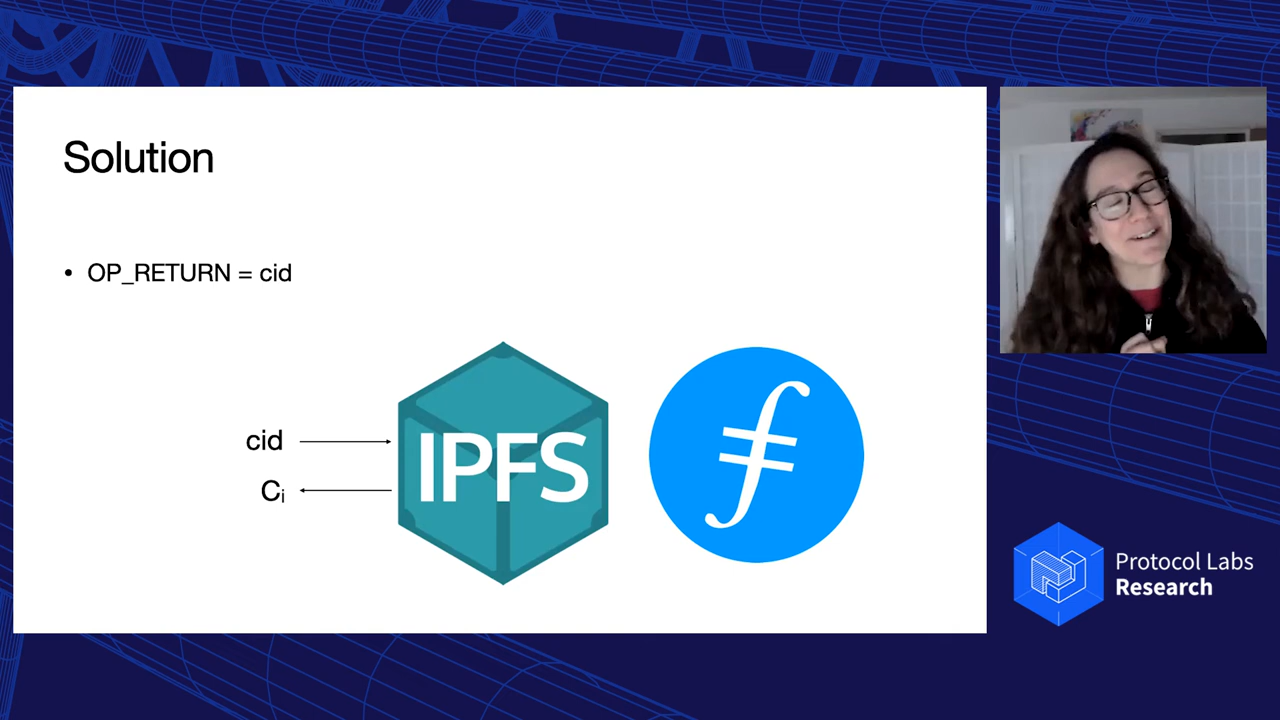 Solution
• OP_RETURN = cid
cid
Ci
IPFS
Protocol Labs
Research